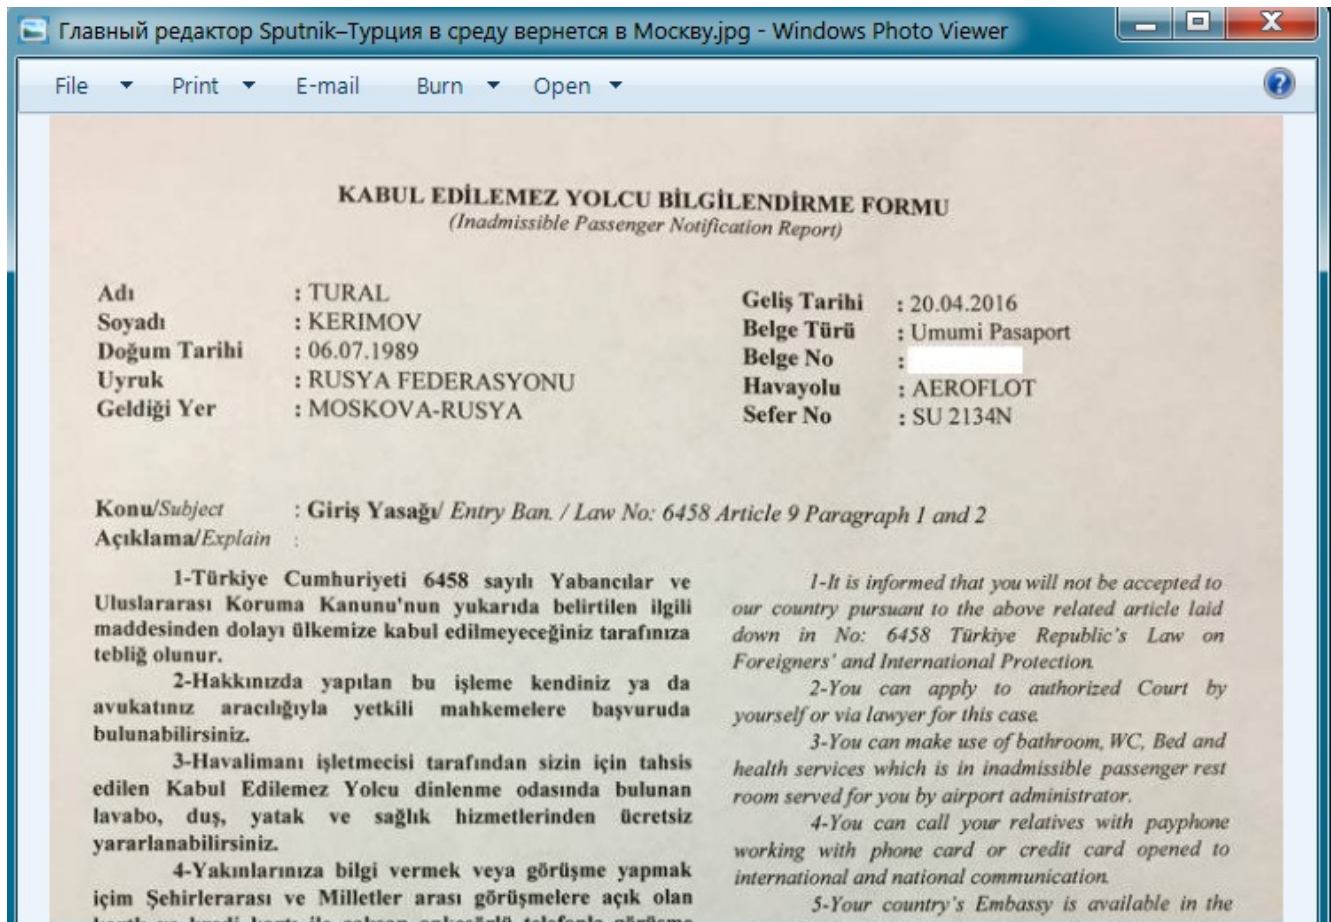 Главный редактор Sputnik–Турция в среду вернется в Москву.jpg - Windows Photo Viewer
File Print E-mail Burn Open
KABUL EDİLEMEZ YOLCU BİLGİLENDİRME FORMU
(Inadmissible Passenger Notification Report)
Adı : TURAL
Soyadı : KERIMOV
Doğum Tarihi : 06.07.1989
Uyruk : RUSYA FEDERASYONU
Geldiği Yer : MOSKOVA-RUSYA
Geliş Tarihi : 20.04.2016
Belge Türü : Umumi Pasaport
Belge No :
Havayolu : AEROFLOT
Sefer No : SU 2134N
Konu/Subject : Giriş Yasağı/ Entry Ban. / Law No: 6458 Article 9 Paragraph 1 and 2
Açıklama/Explain :
1-Türkiye Cumhuriyeti 6458 sayılı Yabancılar ve
Uluslararası Koruma Kanunu'nun yukarıda belirtilen ilgili
maddesinden dolayı ülkemize kabul edilmeyeceğiniz tarafınıza
tebliğ olunur.
2-Hakkınızda yapılan bu işleme kendiniz ya da
avukatınız aracılığıyla yetkili mahkemelere başvuruda
bulunabilirsiniz.
3-Havalimanı işletmecisi tarafından sizin için tahsis
edilen Kabul Edilemez Yolcu dinlenme odasında bulunan
lavabo, duş, yatak ve sağlık hizmetlerinden ücretsiz
yararlanabilirsiniz.
4-Yakınlarınıza bilgi vermek veya görüşme yapmak
içim Şehirlerarası ve Milletler arası görüşmelere açık olan
1-It is informed that you will not be accepted to
our country pursuant to the above related article laid
down in No: 6458 Türkiye Republic's Law on
Foreigners' and International Protection.
2-You can apply to authorized Court by
yourself or via lawyer for this case.
3-You can make use of bathroom, WC, Bed and
health services which is in inadmissible passenger rest
room served for you by airport administrator.
4-You can call your relatives with payphone
working with phone card or credit card opened to
international and national communication.
5-Your country's Embassy is available in the